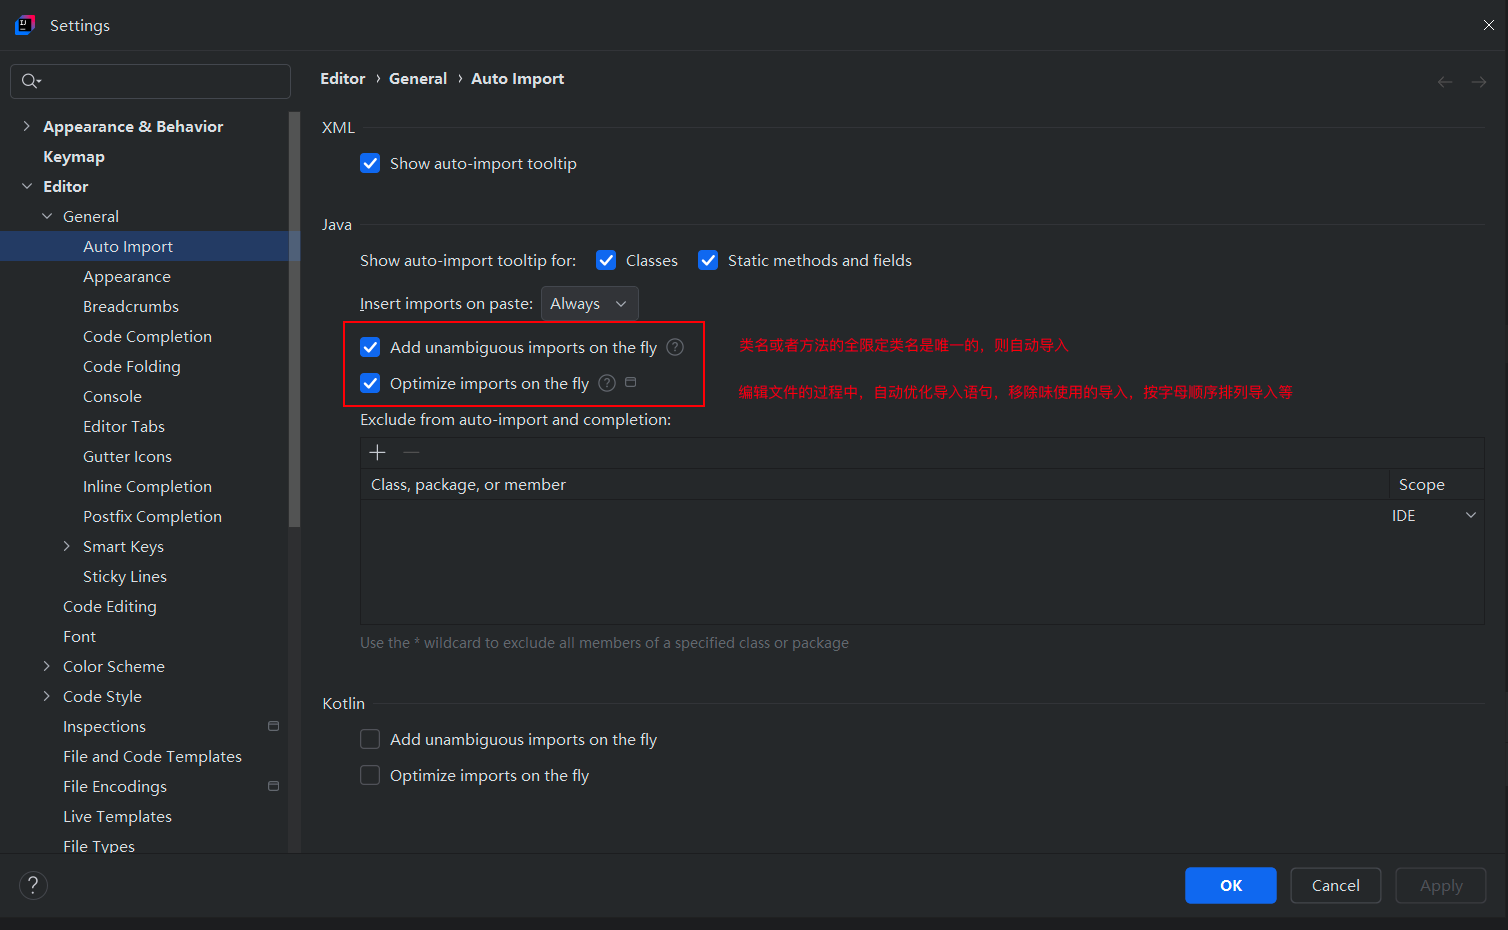 Settings
Editor › General › Auto Import
Appearance & Behavior
Keymap
Editor
General
Auto Import
Appearance
Breadcrumbs
Code Completion
Code Folding
Console
Editor Tabs
Gutter Icons
Inline Completion
Postfix Completion
Smart Keys
Sticky Lines
Code Editing
Font
Color Scheme
Code Style
Inspections
File and Code Templates
File Encodings
Live Templates
File Types
XML
Show auto-import tooltip
Java
Show auto-import tooltip for: Classes Static methods and fields
Insert imports on paste: Always
Add unambiguous imports on the fly ? 类名或者方法的全限定类名是唯一的，则自动导入
Optimize imports on the fly ? 编辑文件的过程中，自动优化导入语句，移除味使用的导入，按字母顺序排列导入等
Exclude from auto-import and completion:
Class, package, or member Scope
IDE
Use the * wildcard to exclude all members of a specified class or package
Kotlin
Add unambiguous imports on the fly
Optimize imports on the fly
? OK Cancel Apply